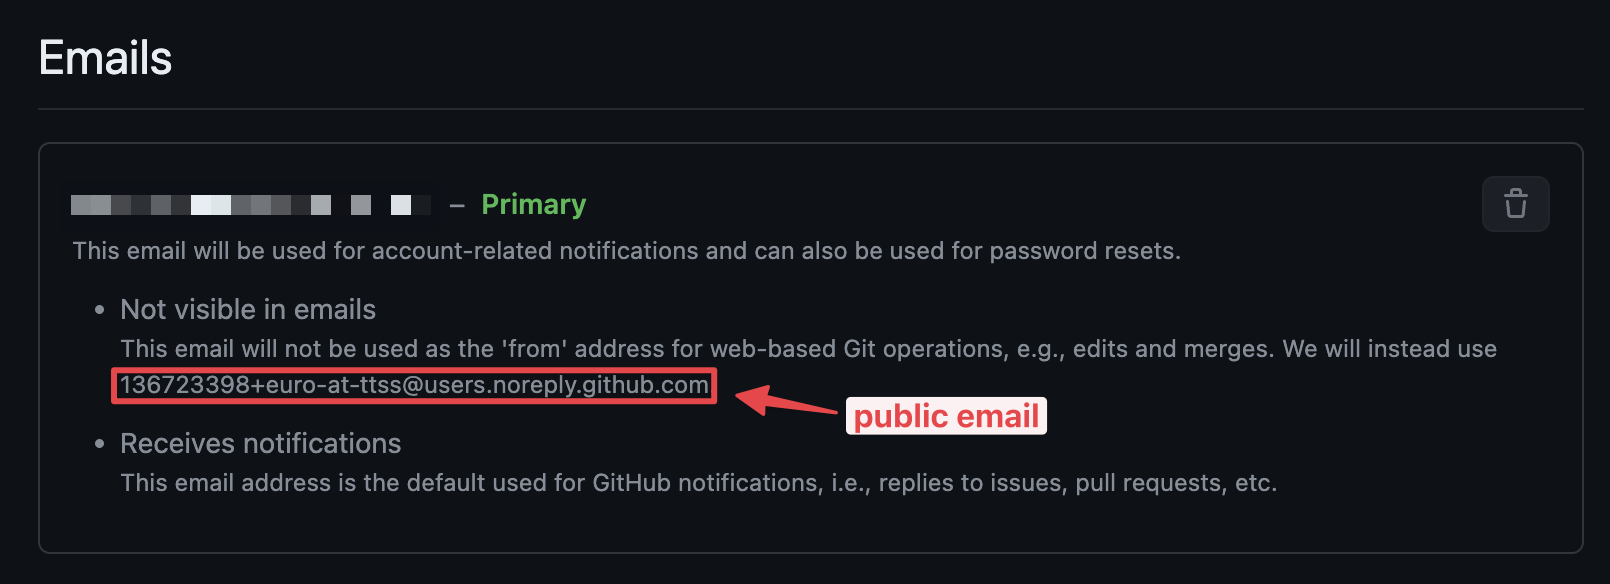 Emails
– Primary
This email will be used for account-related notifications and can also be used for password resets.
• Not visible in emails
This email will not be used as the 'from' address for web-based Git operations, e.g., edits and merges. We will instead use
136723398+euro-at-ttss@users.noreply.github.com
public email
• Receives notifications
This email address is the default used for GitHub notifications, i.e., replies to issues, pull requests, etc.